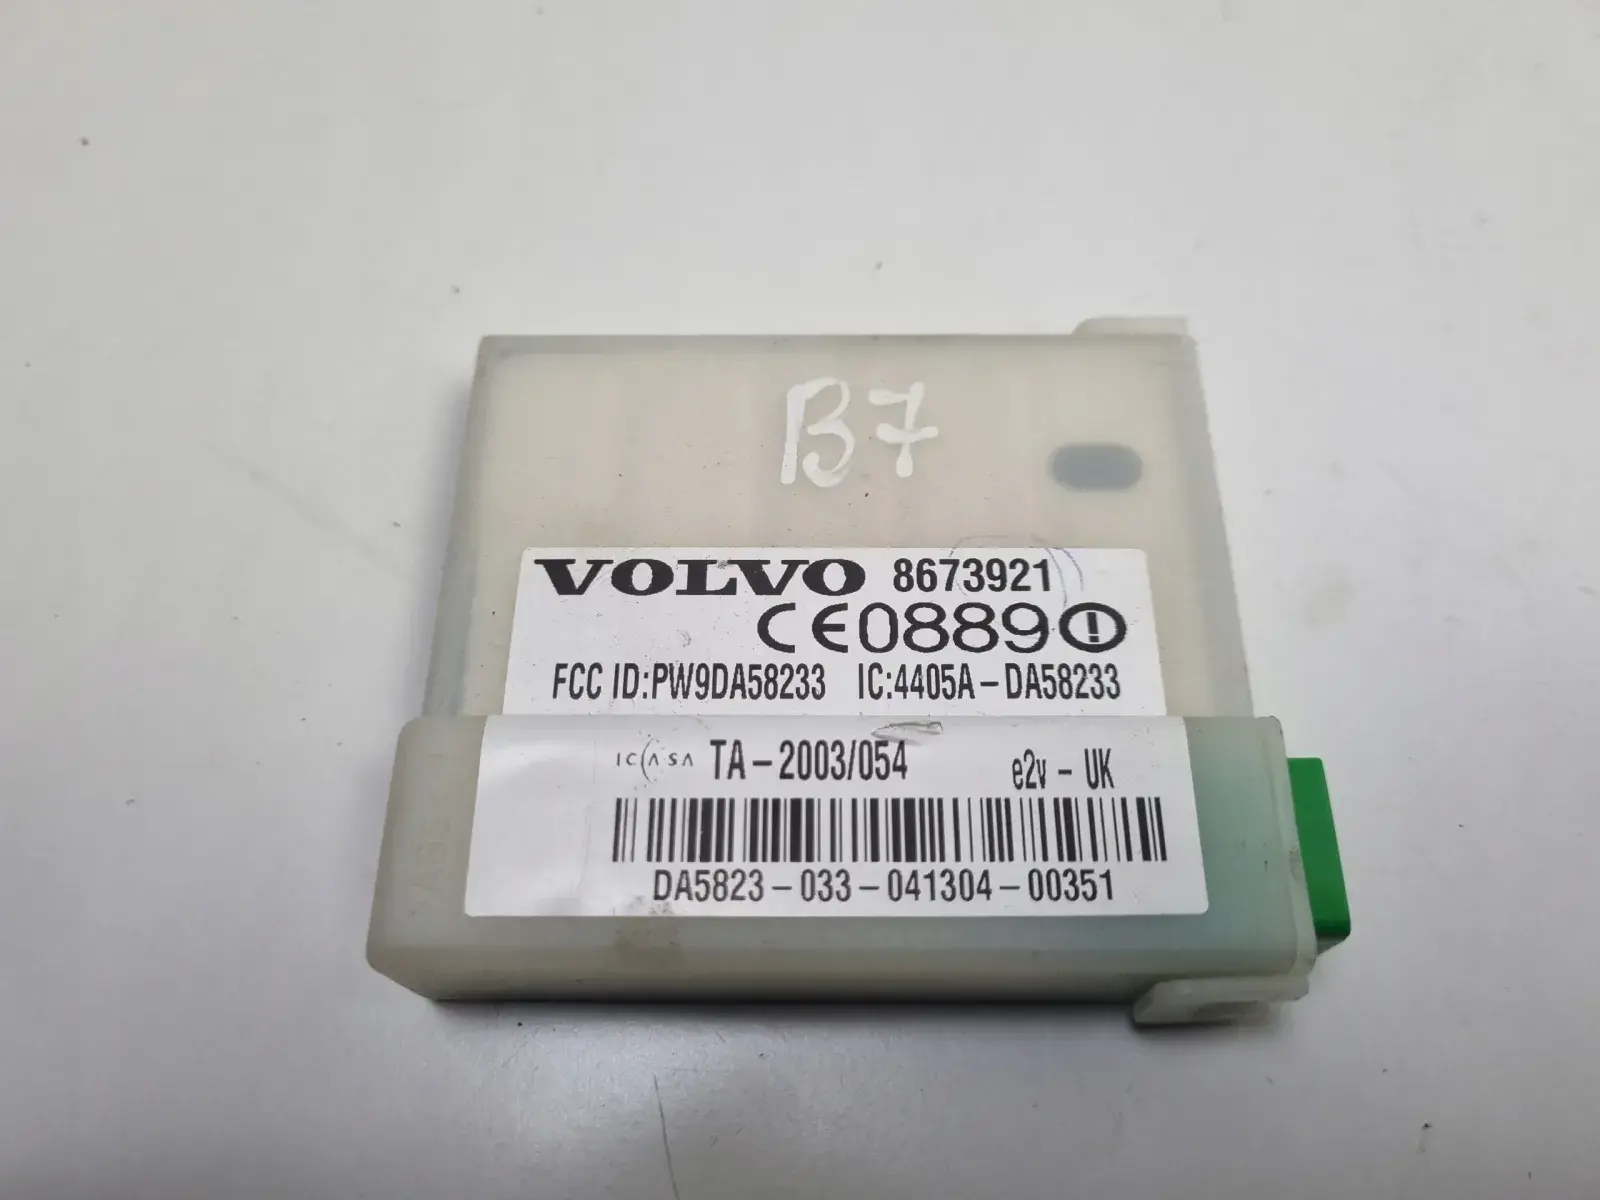 B7
VOLVO 8673921
CE0889
FCC ID:PW9DA58233 IC:4405A-DA58233
ICASA TA-2003/054 e2v - UK
DA5823-033-041304-00351